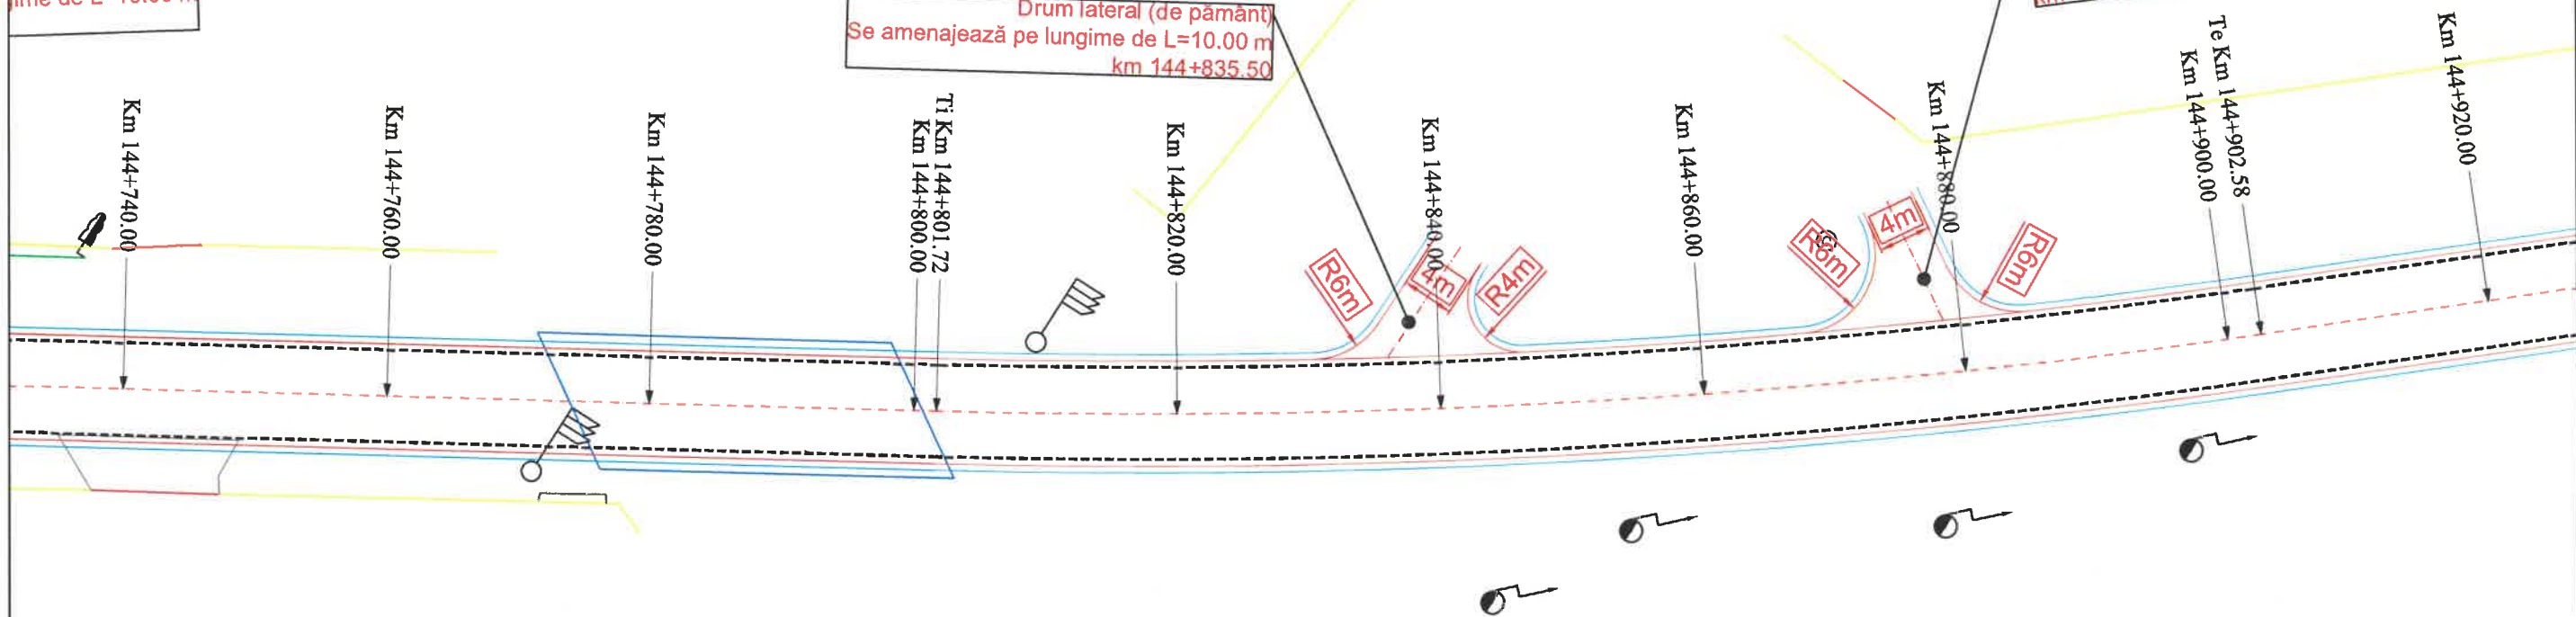 Drum lateral (de pământ)
Se amenajează pe lungime de L=10.00 m
km 144+835.50
Km 144+740.00
Km 144+760.00
Km 144+780.00
Ti Km 144+801.72
Km 144+800.00
Km 144+820.00
Km 144+840.00
Km 144+860.00
Km 144+880.00
Te Km 144+902.58
Km 144+900.00
Km 144+920.00
R6m
4m
R4m
R6m
4m
R6m